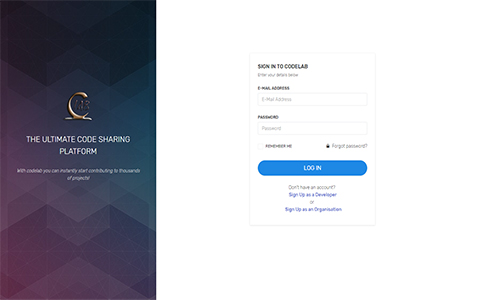 THE ULTIMATE CODE SHARING
PLATFORM
With codelab you can instantly start contributing to thousands
of projects!
SIGN IN TO CODELAB
Enter your details below
E-MAIL ADDRESS
E-Mail Address
PASSWORD
Password
REMEMBER ME
Forgot password?
LOG IN
Don't have an account?
Sign Up as a Developer
or
Sign Up as an Organisation